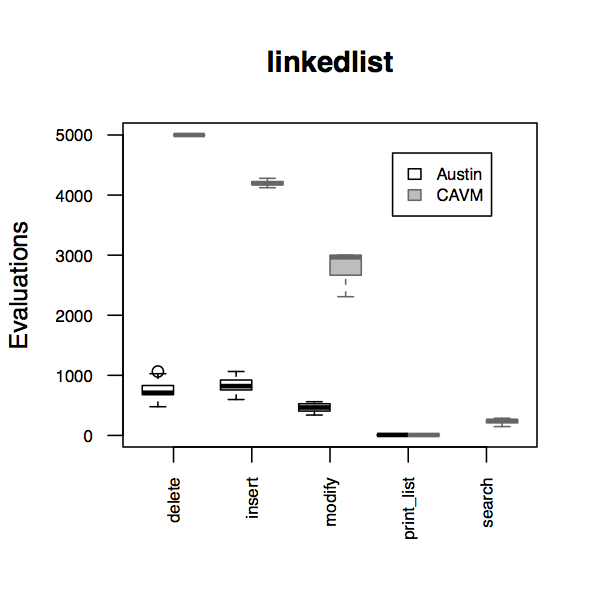 linkedlist
Evaluations
5000
4000
3000
2000
1000
0
Austin
CAVM
delete
insert
modify
print_list
search